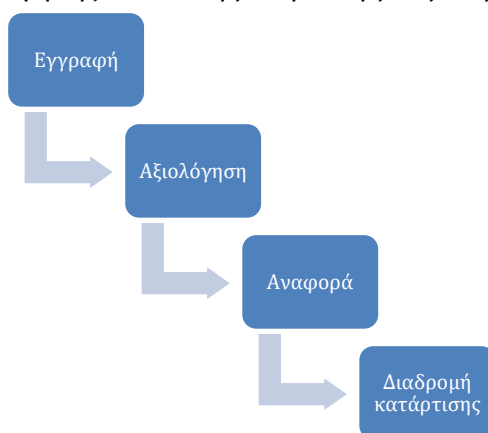 Εγγραφή
Αξιολόγηση
Αναφορά
Διαδρομή
κατάρτισης